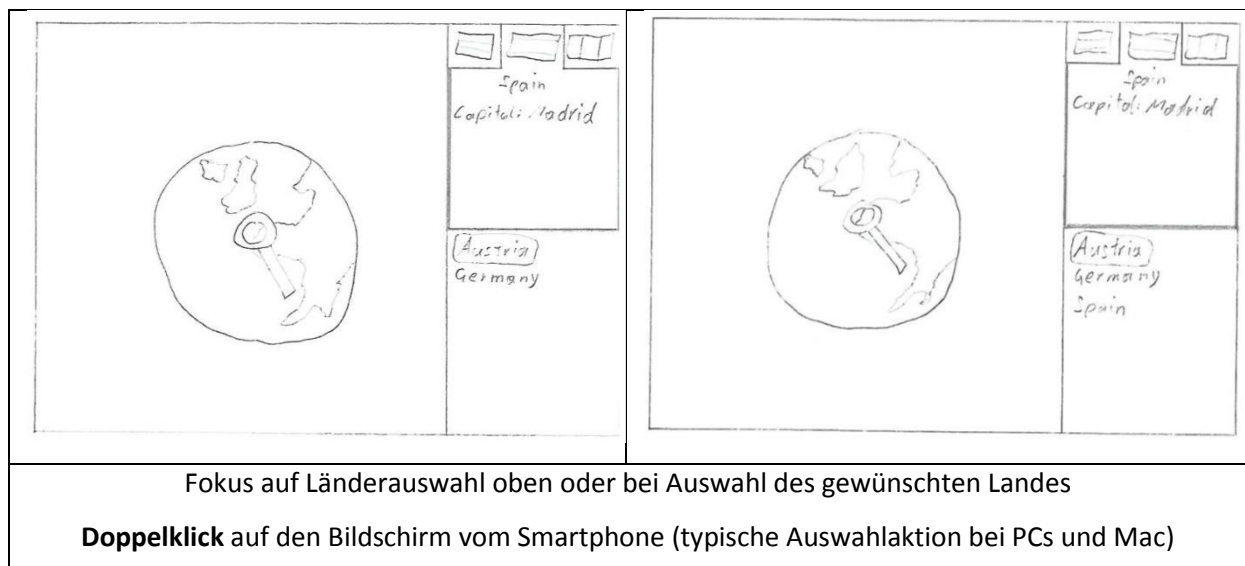 Spain
Capital: Madrid
Austria
Germany
Spain
Capital: Madrid
Austria
Germany
Spain
Fokus auf Länderauswahl oben oder bei Auswahl des gewünschten Landes
Doppelklick auf den Bildschirm vom Smartphone (typische Auswahlaktion bei PCs und Mac)